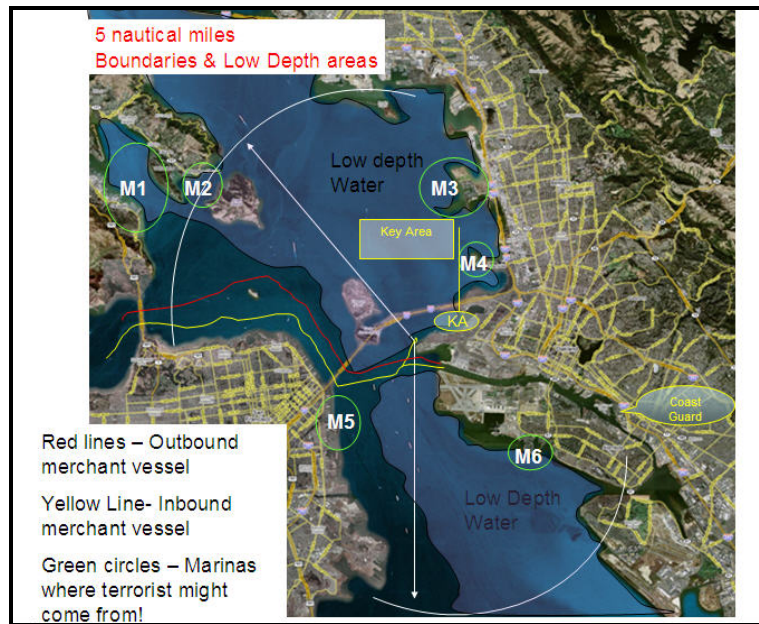 5 nautical miles
Boundaries & Low Depth areas
Low depth
Water
M1
M2
M3
Key Area
M4
KA
Coast
Guard
M5
M6
Low Depth
Water
Red lines – Outbound
merchant vessel
Yellow Line- Inbound
merchant vessel
Green circles – Marinas
where terrorist might
come from!